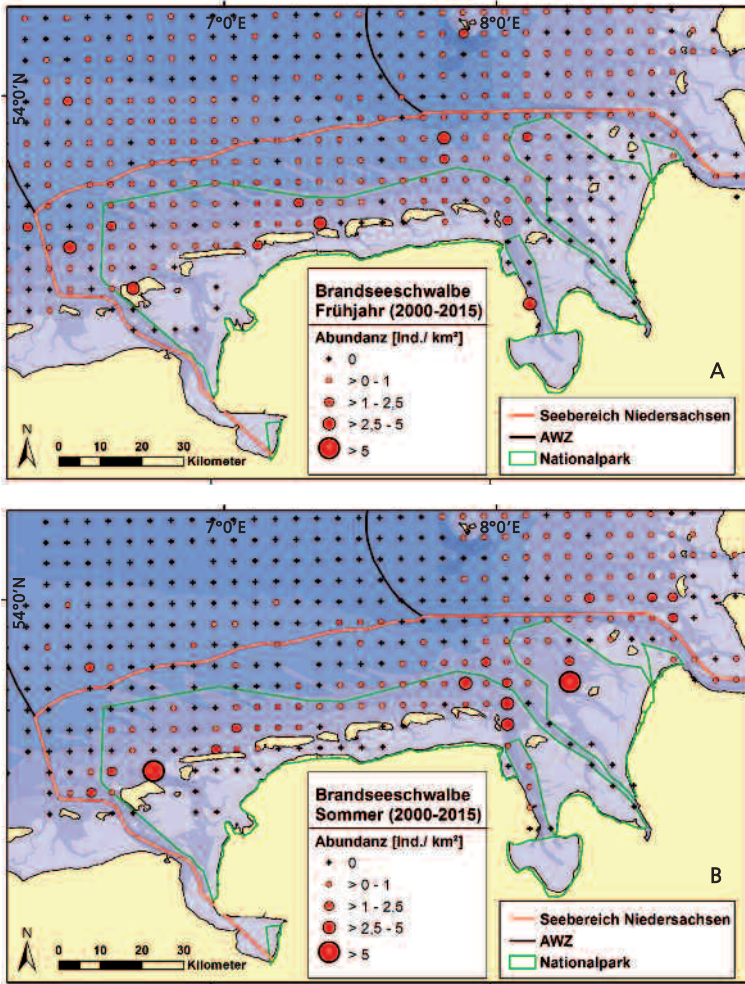 7°0'E
8°0'E
54°0'N
Brandseeschwalbe
Frühjahr (2000-2015)
Abundanz [Ind./ km²]
0
> 0 - 1
> 1 - 2,5
> 2,5 - 5
> 5
A
Seebereich Niedersachsen
AWZ
Nationalpark
N
0 10 20 30
Kilometer
7°0'E
8°0'E
54°0'N
Brandseeschwalbe
Sommer (2000-2015)
Abundanz [Ind./ km²]
0
> 0 - 1
> 1 - 2.5
> 2,5 - 5
> 5
B
Seebereich Niedersachsen
AWZ
Nationalpark
N
0 10 20 30
Kilometer